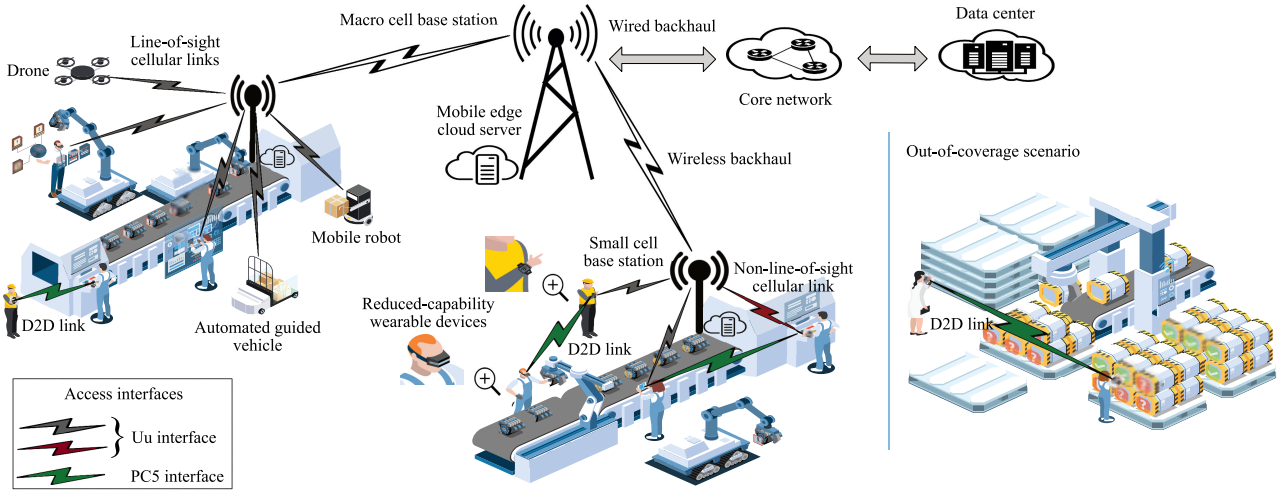 Macro cell base station
Wired backhaul
Data center
Line-of-sight
cellular links
Drone
Core network
Mobile edge
cloud server
Wireless backhaul
Out-of-coverage scenario
Mobile robot
Small cell
base station
Non-line-of-sight
cellular link
Reduced-capability
wearable devices
D2D link
Automated guided
vehicle
D2D link
D2D link
Access interfaces
Uu interface
PC5 interface